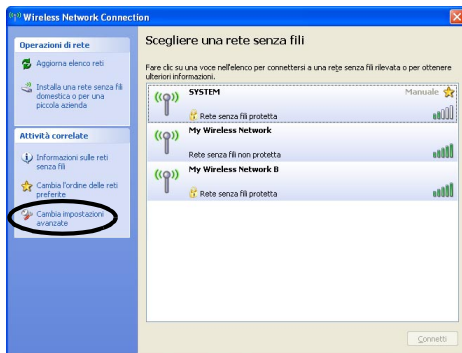 Wireless Network Connection
Operazioni di rete
Aggiorna elenco reti
Installa una rete senza fili
domestica o per una
piccola azienda
Attività correlate
Informazioni sulle reti
senza fili
Cambia l'ordine delle reti
preferite
Cambia impostazioni
avanzate
Scegliere una rete senza fili
Fare clic su una voce nell'elenco per connettersi a una rete senza fili rilevata o per ottenere
ulteriori informazioni.
SYSTEM Manuale
Rete senza fili protetta
My Wireless Network
Rete senza fili non protetta
My Wireless Network B
Rete senza fili protetta
Connetti